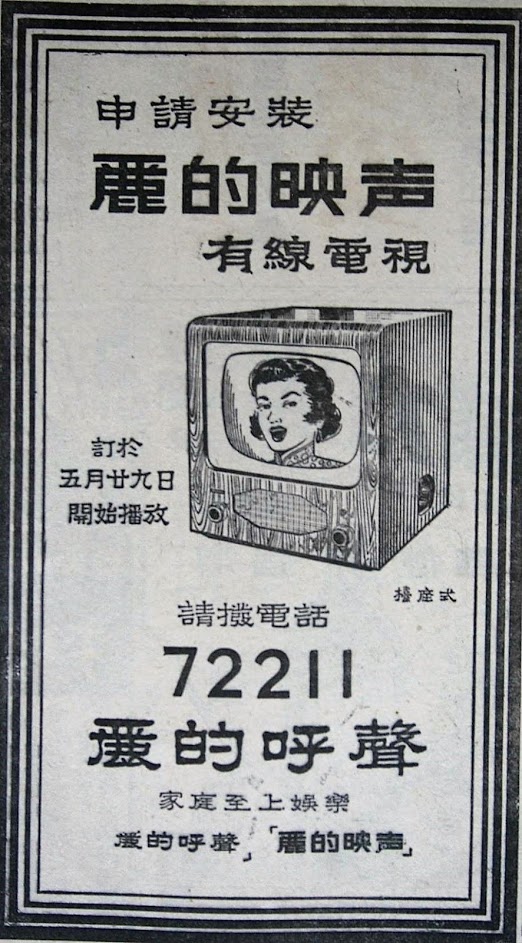 申請安裝
麗的映声
有線電視
訂於
五月廿九日
開始播放
檯座式
請撥電話
72211
麗的呼聲
家庭至上娛樂
麗的呼聲」「麗的映声」